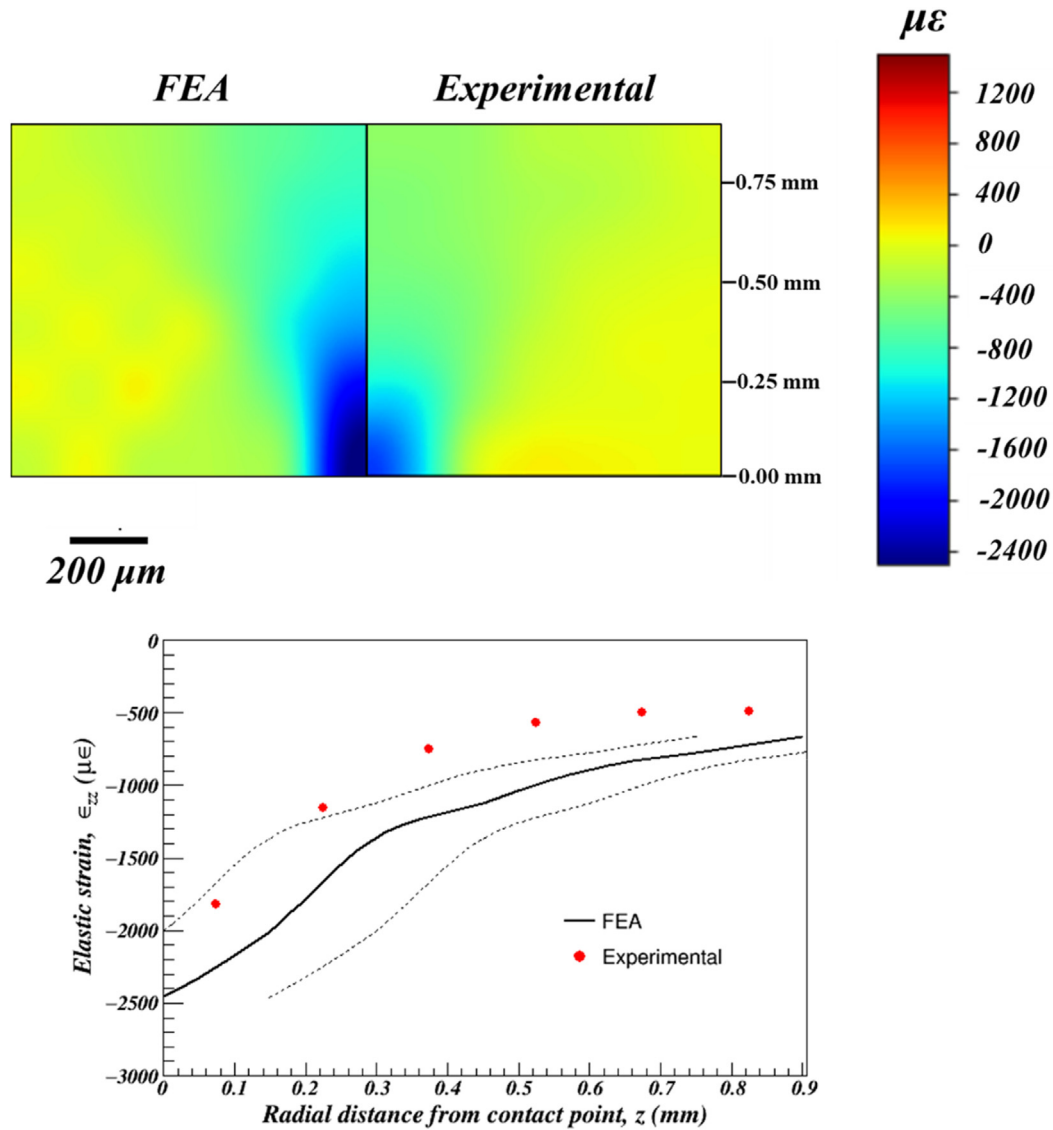 με
FEA
Experimental
1200
800
400
0
-400
-800
-1200
-1600
-2000
-2400
0.75 mm
0.50 mm
0.25 mm
0.00 mm
200 μm
0
−500
−1000
−1500
−2000
−2500
−3000
Elastic strain, ϵzz (με)
FEA
Experimental
0 0.1 0.2 0.3 0.4 0.5 0.6 0.7 0.8 0.9
Radial distance from contact point, z (mm)